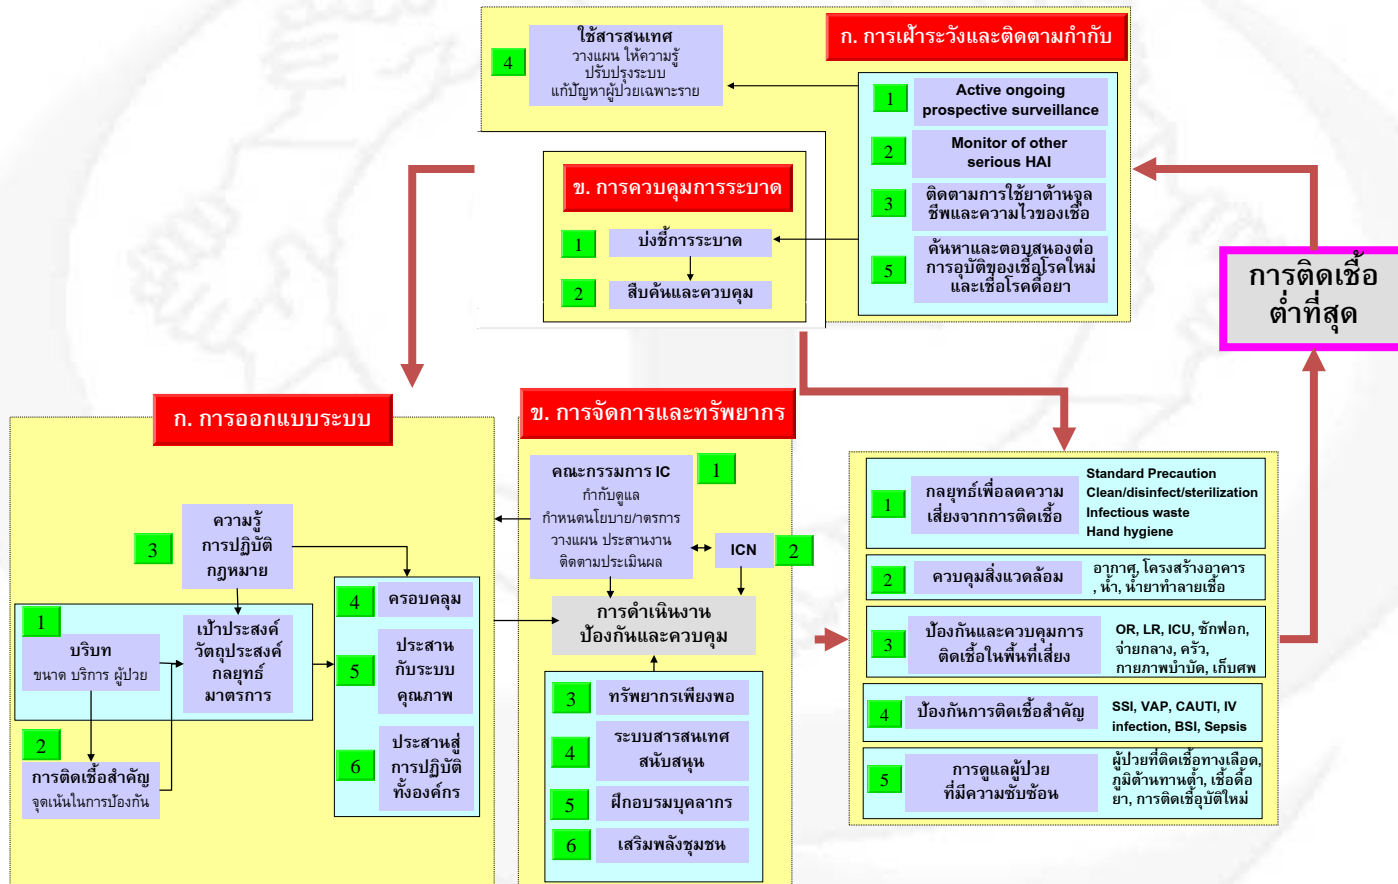 ก. การเฝ้าระวังและติดตามกำกับ
4
ใช้สารสนเทศ
วางแผน ให้ความรู้
ปรับปรุงระบบ
แก้ปัญหาผู้ป่วยเฉพาะราย
1
Active ongoing
prospective surveillance
2
Monitor of other
serious HAI
3
ติดตามการใช้ยาต้านจุล
ชีพและความไวของเชื้อ
5
ค้นหาและตอบสนองต่อ
การอุบัติของเชื้อโรคใหม่
และเชื้อโรคดื้อยา
ข. การควบคุมการระบาด
1
บ่งชี้การระบาด
2
สืบค้นและควบคุม
การติดเชื้อ
ต่ำที่สุด
ก. การออกแบบระบบ
3
ความรู้
การปฏิบัติ
กฎหมาย
1
บริบท
ขนาด บริการ ผู้ป่วย
เป้าประสงค์
วัตถุประสงค์
กลยุทธ์
มาตรการ
2
การติดเชื้อสำคัญ
จุดเน้นในการป้องกัน
4
ครอบคลุม
5
ประสาน
กับระบบ
คุณภาพ
6
ประสานสู่
การปฏิบัติ
ทั้งองค์กร
ข. การจัดการและทรัพยากร
คณะกรรมการ IC
กำกับดูแล
กำหนดนโยบาย/าตรการ
วางแผน ประสานงาน
ติดตามประเมินผล
1
ICN
2
การดำเนินงาน
ป้องกันและควบคุม
3
ทรัพยากรเพียงพอ
4
ระบบสารสนเทศ
สนับสนุน
5
ฝึกอบรมบุคลากร
6
เสริมพลังชุมชน
1
กลยุทธ์เพื่อลดความ
เสี่ยงจากการติดเชื้อ
Standard Precaution
Clean/disinfect/sterilization
Infectious waste
Hand hygiene
2
ควบคุมสิ่งแวดล้อม
อากาศ, โครงสร้างอาคาร
, น้ำ, น้ำยาทำลายเชื้อ
3
ป้องกันและควบคุมการ
ติดเชื้อในพื้นที่เสี่ยง
OR, LR, ICU, ซักฟอก,
จ่ายกลาง, ครัว,
กายภาพบำบัด, เก็บศพ
4
ป้องกันการติดเชื้อสำคัญ
SSI, VAP, CAUTI, IV
infection, BSI, Sepsis
5
การดูแลผู้ป่วย
ที่มีความซับซ้อน
ผู้ป่วยที่ติดเชื้อทางเลือด,
ภูมิต้านทานต่ำ, เชื้อดื้อ
ยา, การติดเชื้ออุบัติใหม่